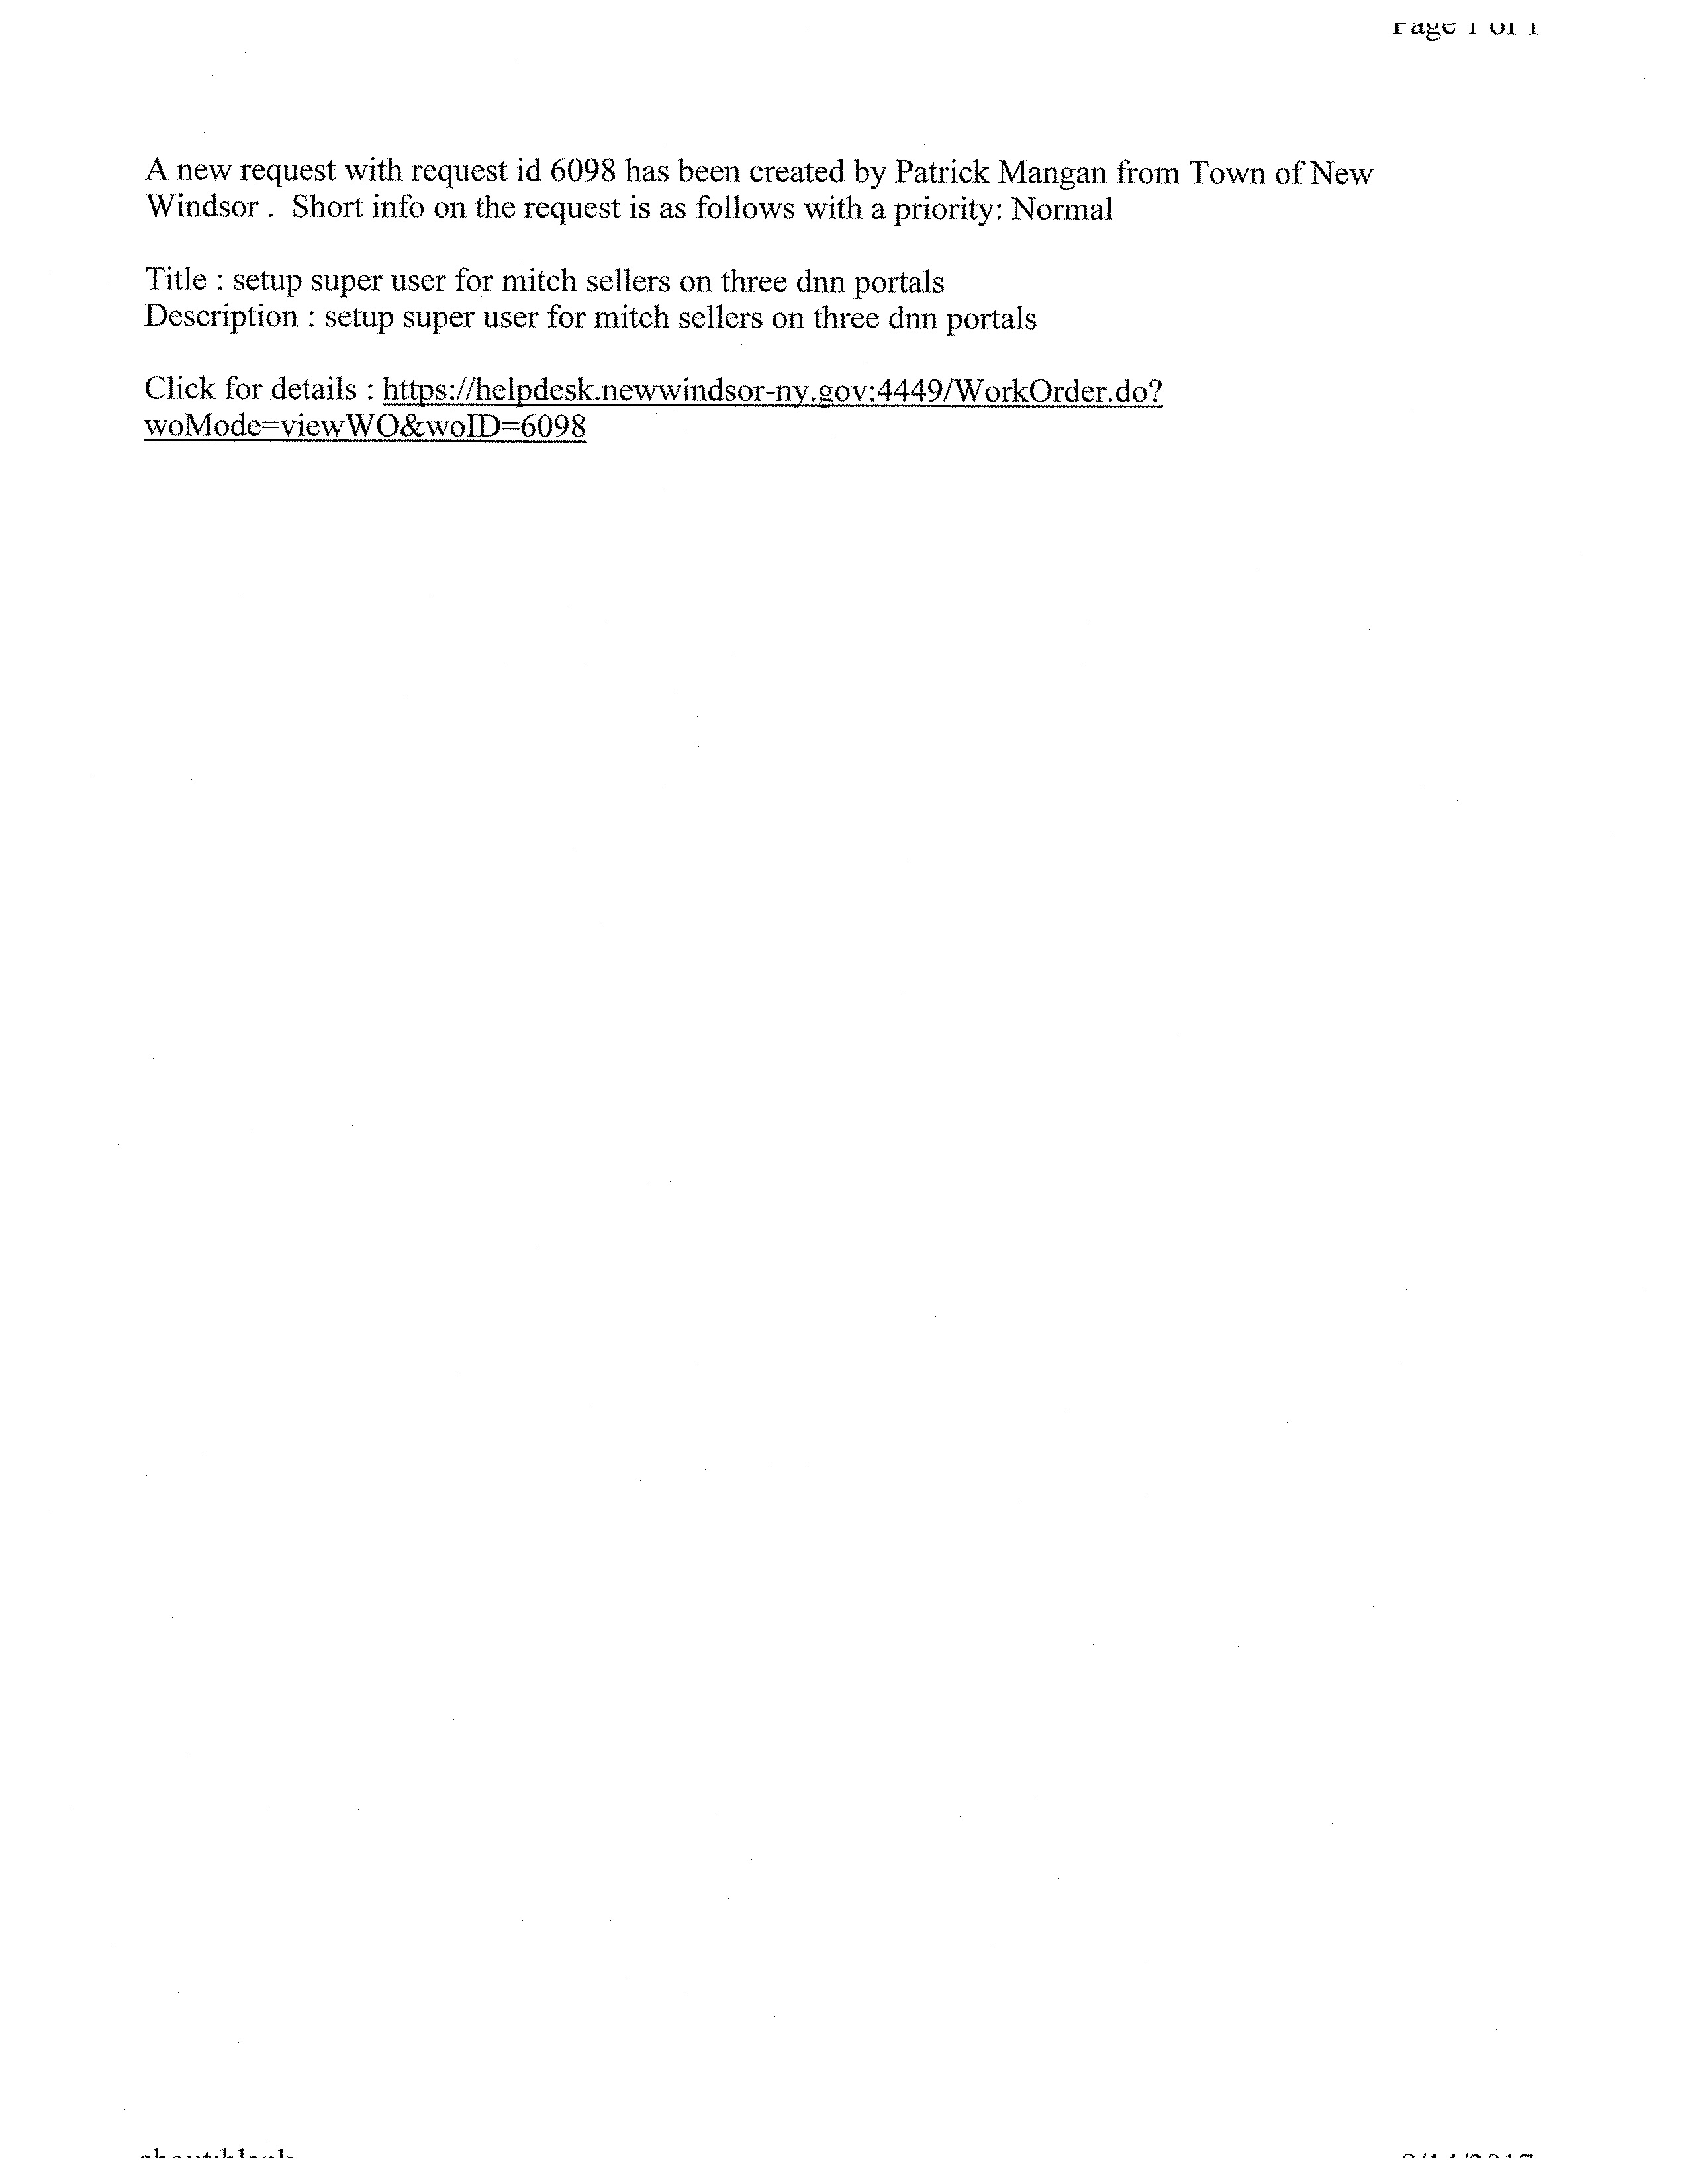 Page 1 of 1
A new request with request id 6098 has been created by Patrick Mangan from Town of New
Windsor .  Short info on the request is as follows with a priority: Normal
Title : setup super user for mitch sellers on three dnn portals
Description : setup super user for mitch sellers on three dnn portals
Click for details : https://helpdesk.newwindsor-ny.gov:4449/WorkOrder.do?
woMode=viewWO&woID=6098
about:blank